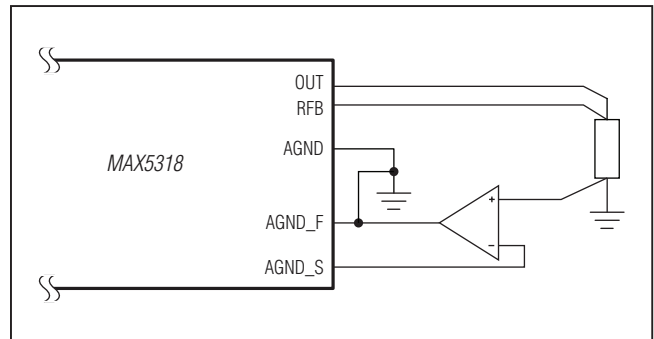 OUT
RFB
AGND
MAX5318
AGND_F
+
-
AGND_S